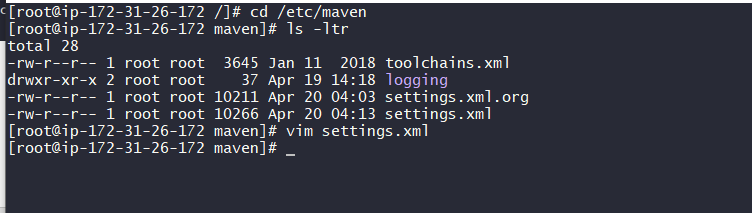 [root@ip-172-31-26-172 /]# cd /etc/maven
[root@ip-172-31-26-172 maven]# ls -ltr
total 28
-rw-r--r-- 1 root root  3645 Jan 11  2018 toolchains.xml
drwxr-xr-x 2 root root    37 Apr 19 14:18 logging
-rw-r--r-- 1 root root 10211 Apr 20 04:03 settings.xml.org
-rw-r--r-- 1 root root 10266 Apr 20 04:13 settings.xml
[root@ip-172-31-26-172 maven]# vim settings.xml
[root@ip-172-31-26-172 maven]# _